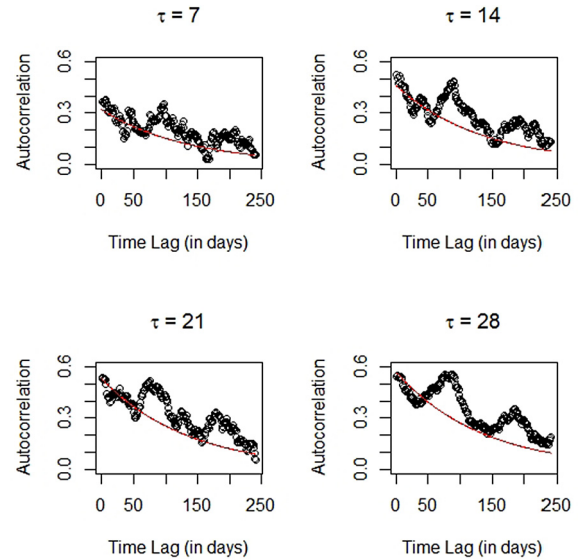 τ = 7
τ = 14
Autocorrelation
0.0 0.3 0.6
0 50 150 250
Time Lag (in days)
Autocorrelation
0.0 0.3 0.6
0 50 150 250
Time Lag (in days)
τ = 21
τ = 28
Autocorrelation
0.0 0.3 0.6
0 50 150 250
Time Lag (in days)
Autocorrelation
0.0 0.3 0.6
0 50 150 250
Time Lag (in days)